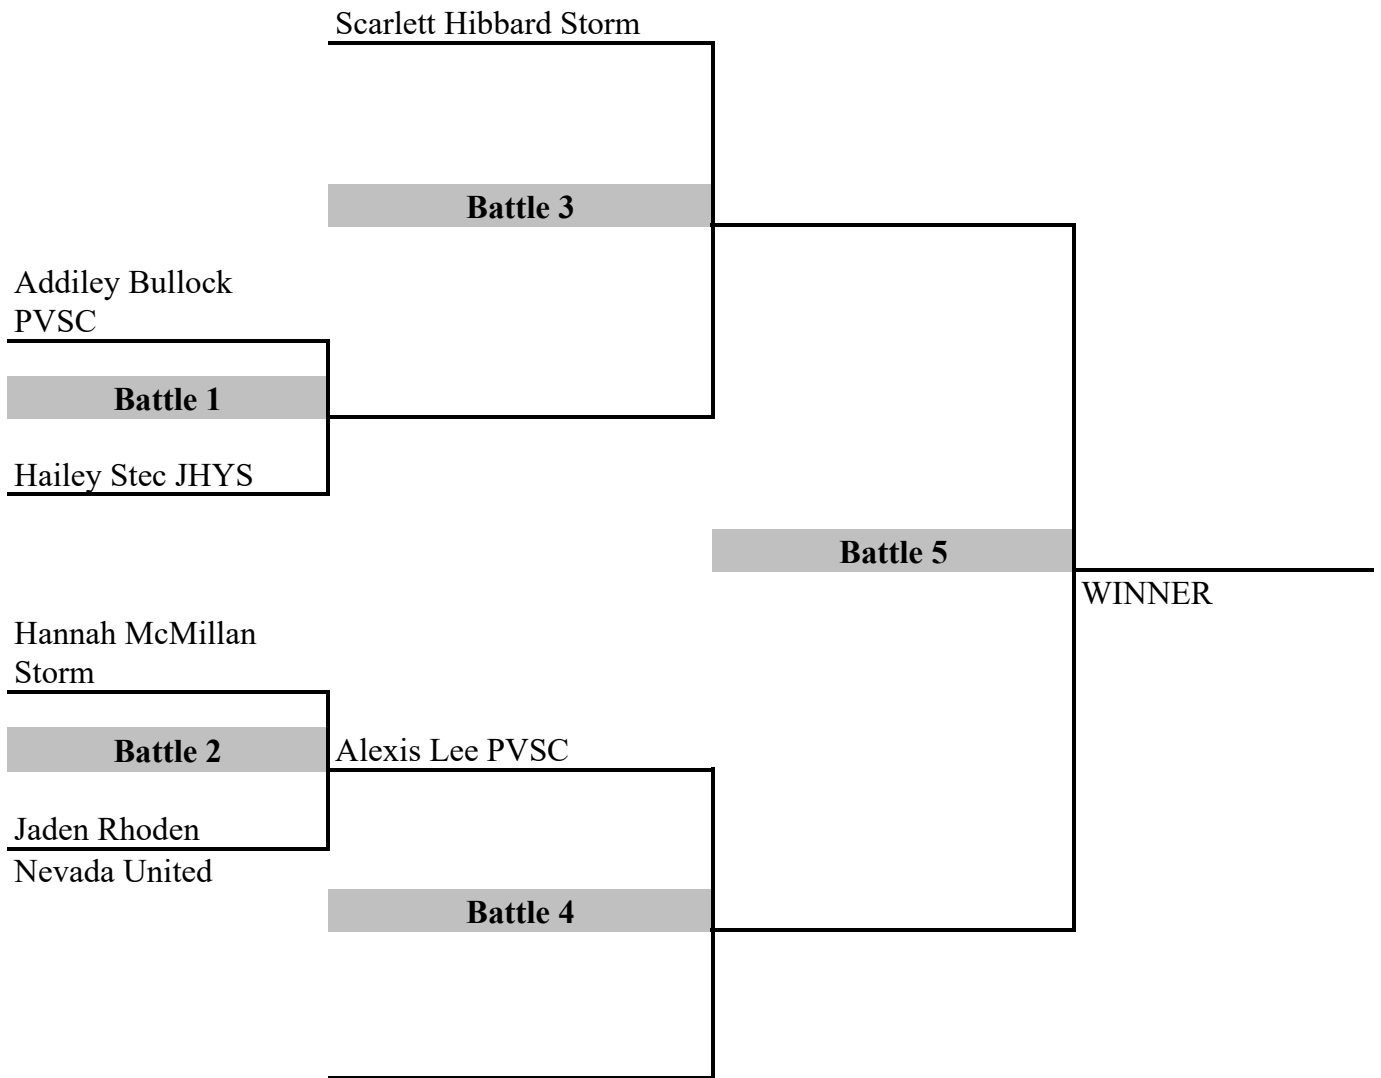 Scarlett Hibbard Storm
Battle 3
Addiley Bullock
PVSC
Battle 1
Hailey Stec JHYS
Battle 5
WINNER
Hannah McMillan
Storm
Battle 2
Alexis Lee PVSC
Jaden Rhoden
Nevada United
Battle 4